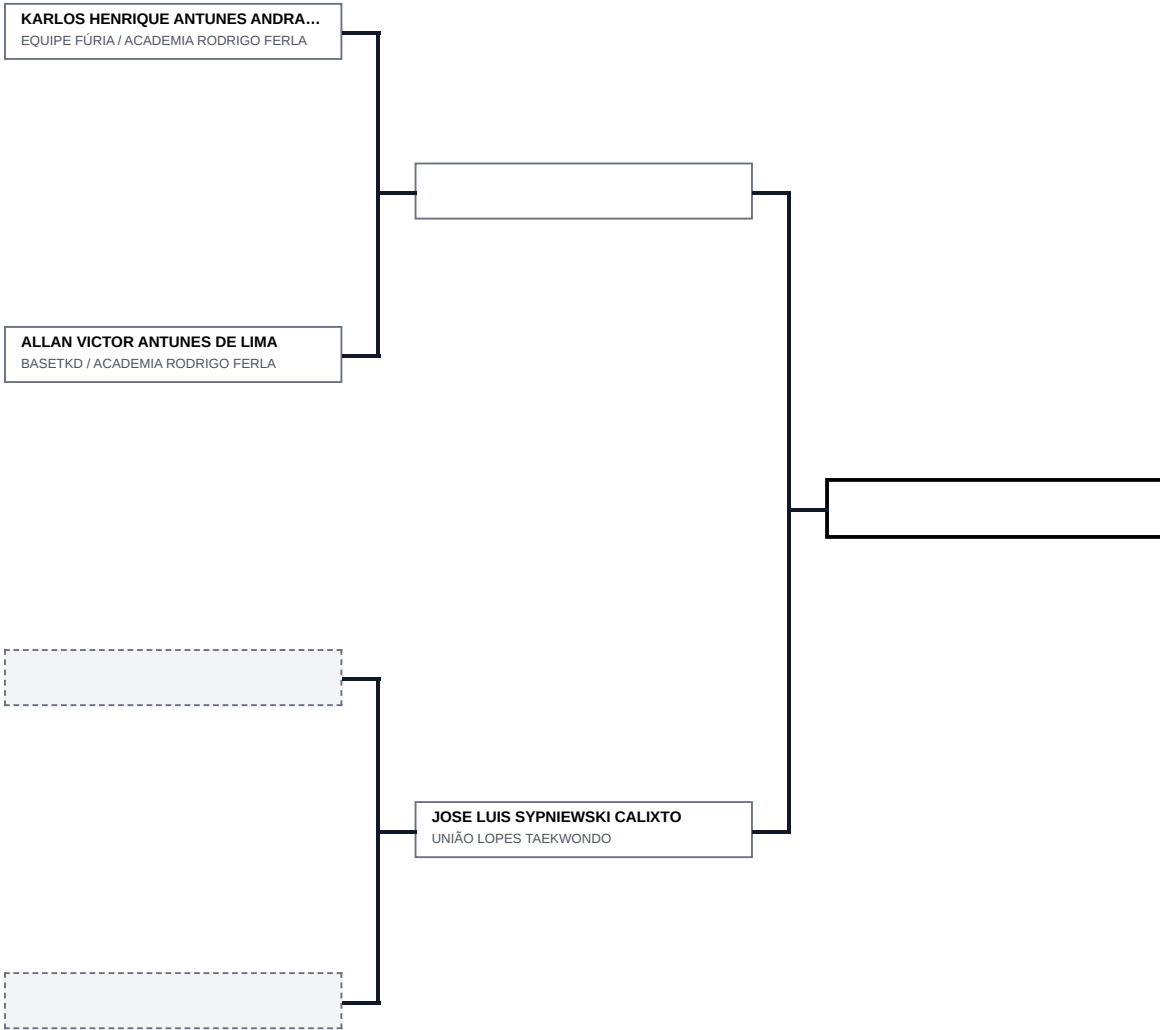 KARLOS HENRIQUE ANTUNES ANDRA...
EQUIPE FÚRIA / ACADEMIA RODRIGO FERLA
ALLAN VICTOR ANTUNES DE LIMA
BASETKD / ACADEMIA RODRIGO FERLA
JOSE LUIS SYPNIEWSKI CALIXTO
UNIÃO LOPES TAEKWONDO